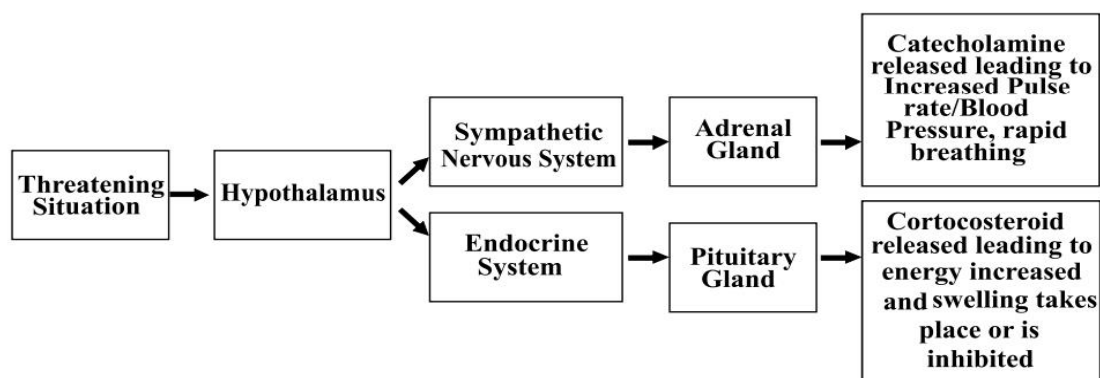 Threatening
Situation
Hypothalamus
Sympathetic
Nervous System
Adrenal
Gland
Catecholamine
released leading to
Increased Pulse
rate/Blood
Pressure, rapid
breathing
Endocrine
System
Pituitary
Gland
Cortocosteroid
released leading to
energy increased
and swelling takes
place or is
inhibited